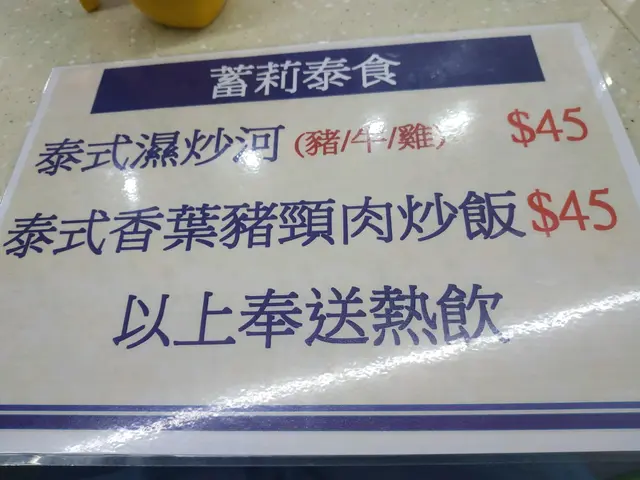 蓄莉泰食
泰式濕炒河 (豬/牛/雞) $45
泰式香葉豬頸肉炒飯 $45
以上奉送熱飲